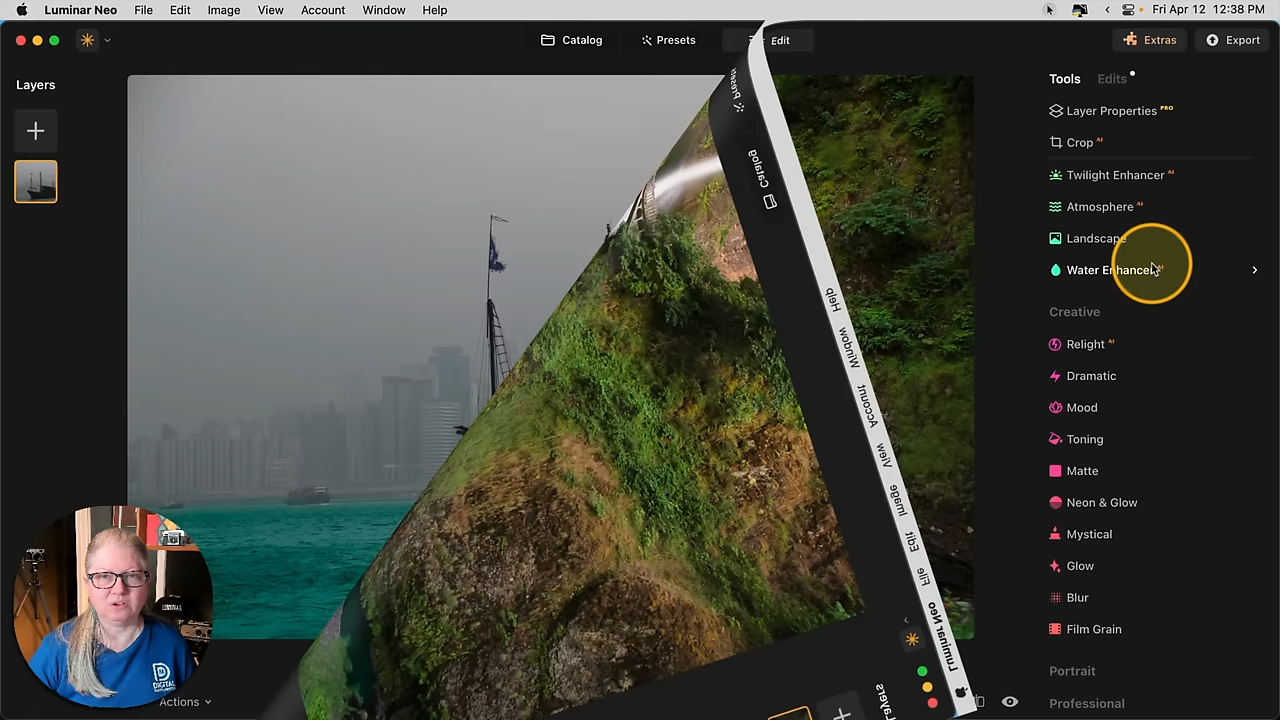 Luminar Neo File Edit Image View Account Window Help Fri Apr 12 12:38 PM
Catalog Presets Edit Extras Export
Layers
Tools Edits
Layer Properties PRO
Crop AI
Twilight Enhancer AI
Atmosphere AI
Landscape
Water Enhancer AI
Creative
Relight AI
Dramatic
Mood
Toning
Matte
Neon & Glow
Mystical
Glow
Blur
Film Grain
Portrait
Professional
Actions
Presets
Catalog
Help
Window
Account
View
Image
Edit
File
Luminar Neo
Layers
DIGITAL